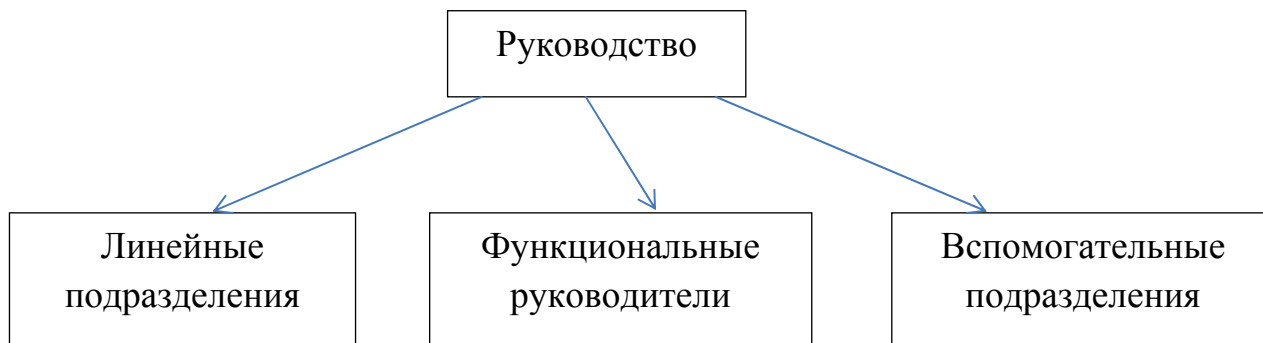 Руководство
Линейные
подразделения
Функциональные
руководители
Вспомогательные
подразделения